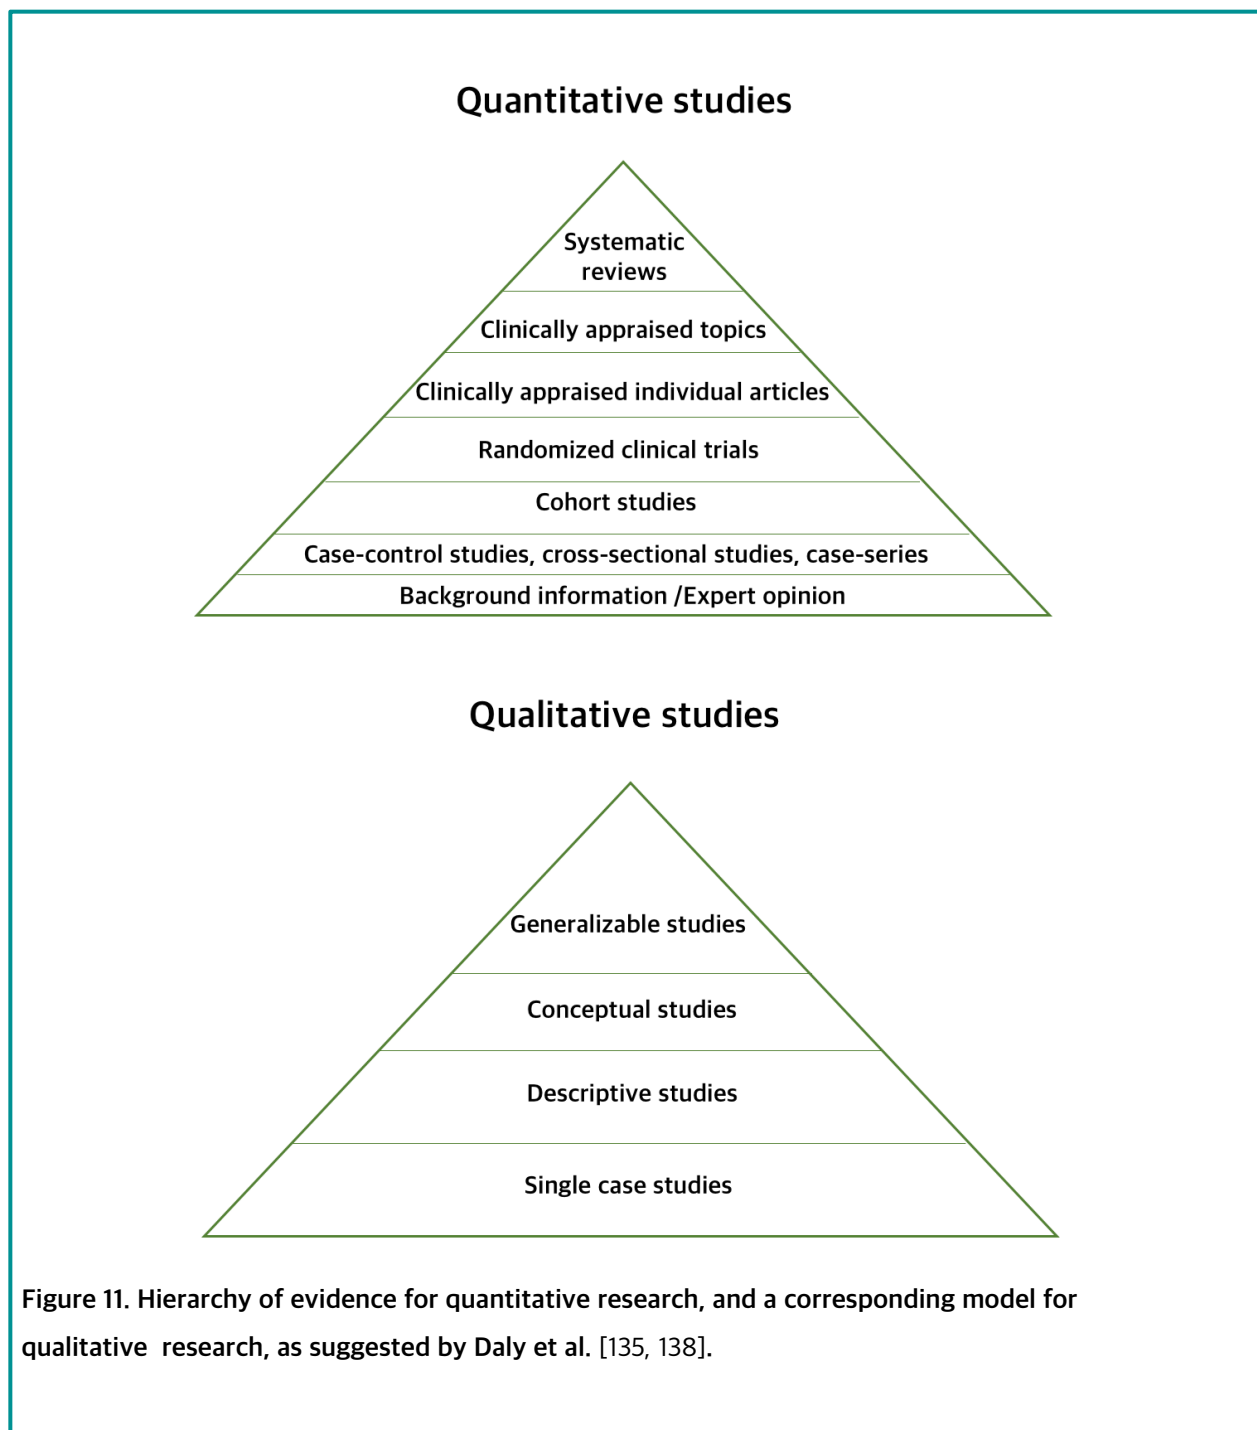 Quantitative studies
Systematic
reviews
Clinically appraised topics
Clinically appraised individual articles
Randomized clinical trials
Cohort studies
Case-control studies, cross-sectional studies, case-series
Background information /Expert opinion
Qualitative studies
Generalizable studies
Conceptual studies
Descriptive studies
Single case studies
Figure 11. Hierarchy of evidence for quantitative research, and a corresponding model for
qualitative  research, as suggested by Daly et al. [135, 138].